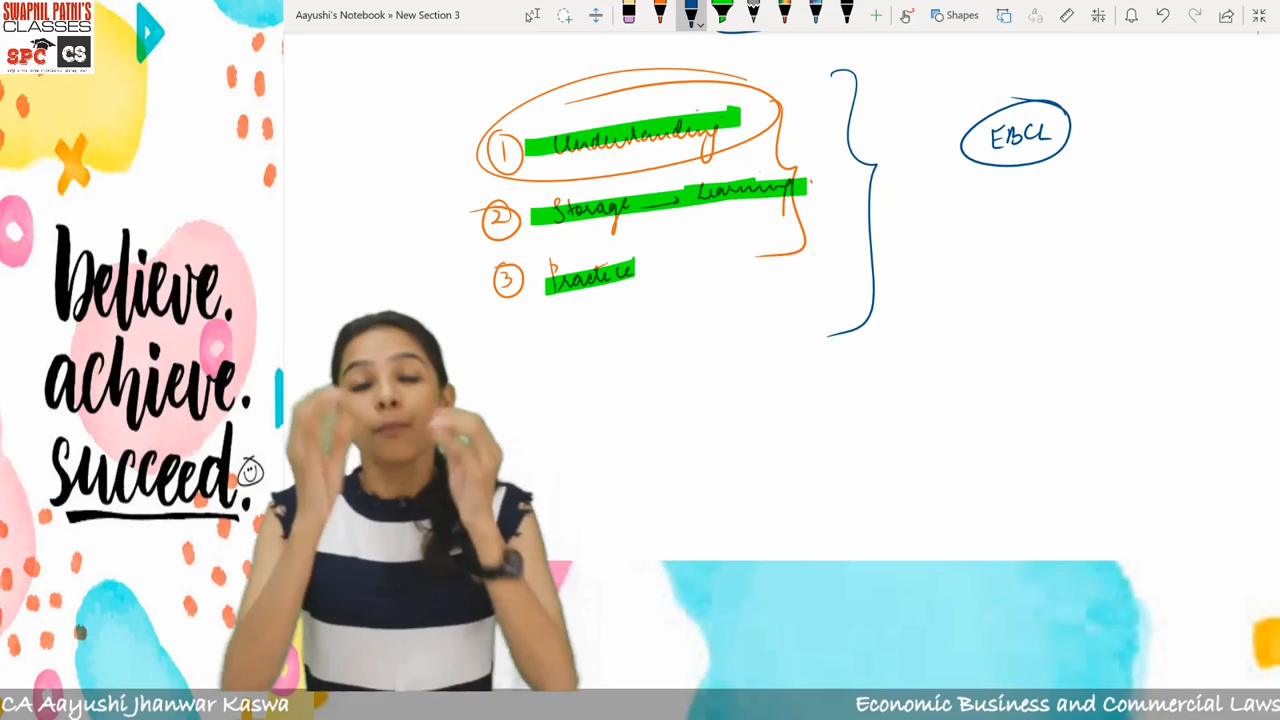 SWAPNIL PATNI'S
CLASSES
SPC CS
Aayushi's Notebook » New Section 3
Shapes
1 Understanding
2 Storage → Learning
3 Practice
EBCL
believe.
achieve.
succeed.
CA Aayushi Jhanwar Kaswa
Economic Business and Commercial Laws